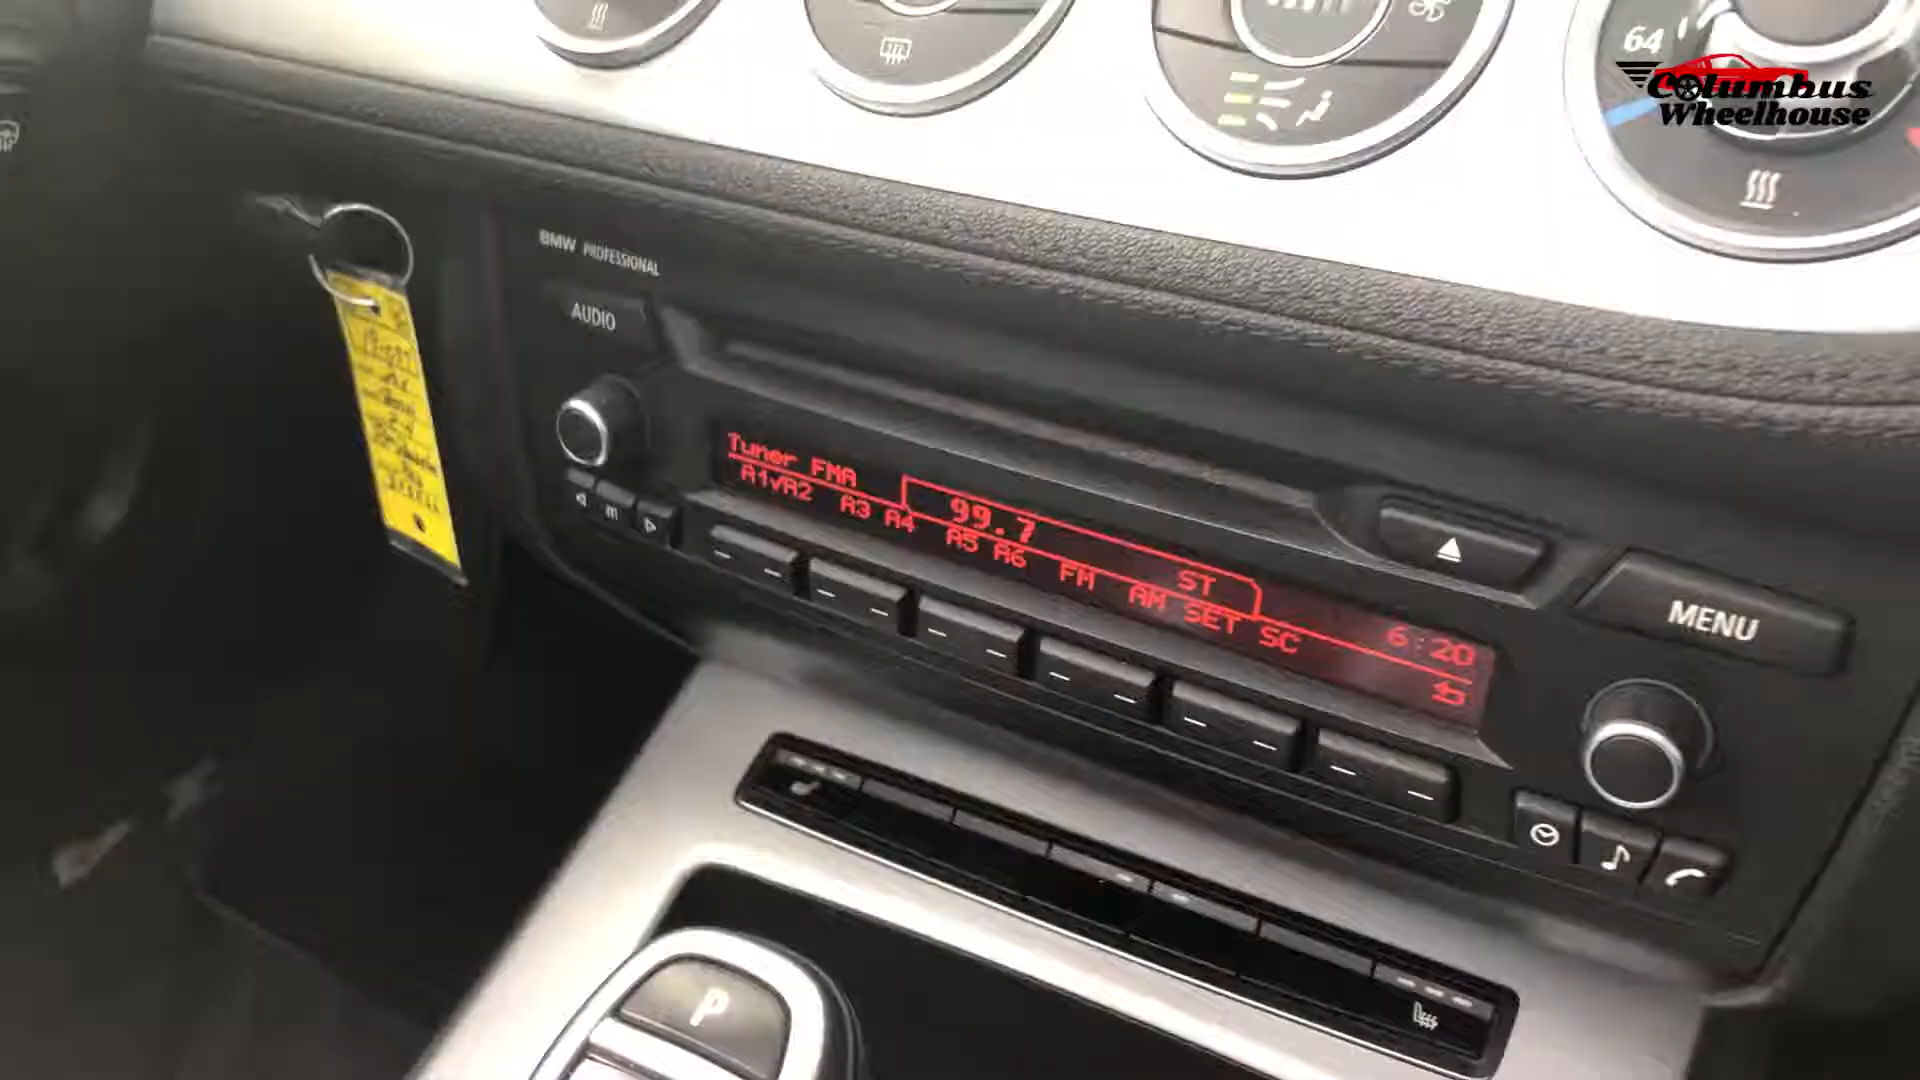 64
Columbus
Wheelhouse
BMW PROFESSIONAL
AUDIO
Tuner FMA
99.7
ST
6:20
A1vA2 A3 A4 A5 A6 FM AM SET SC
m
MENU
P